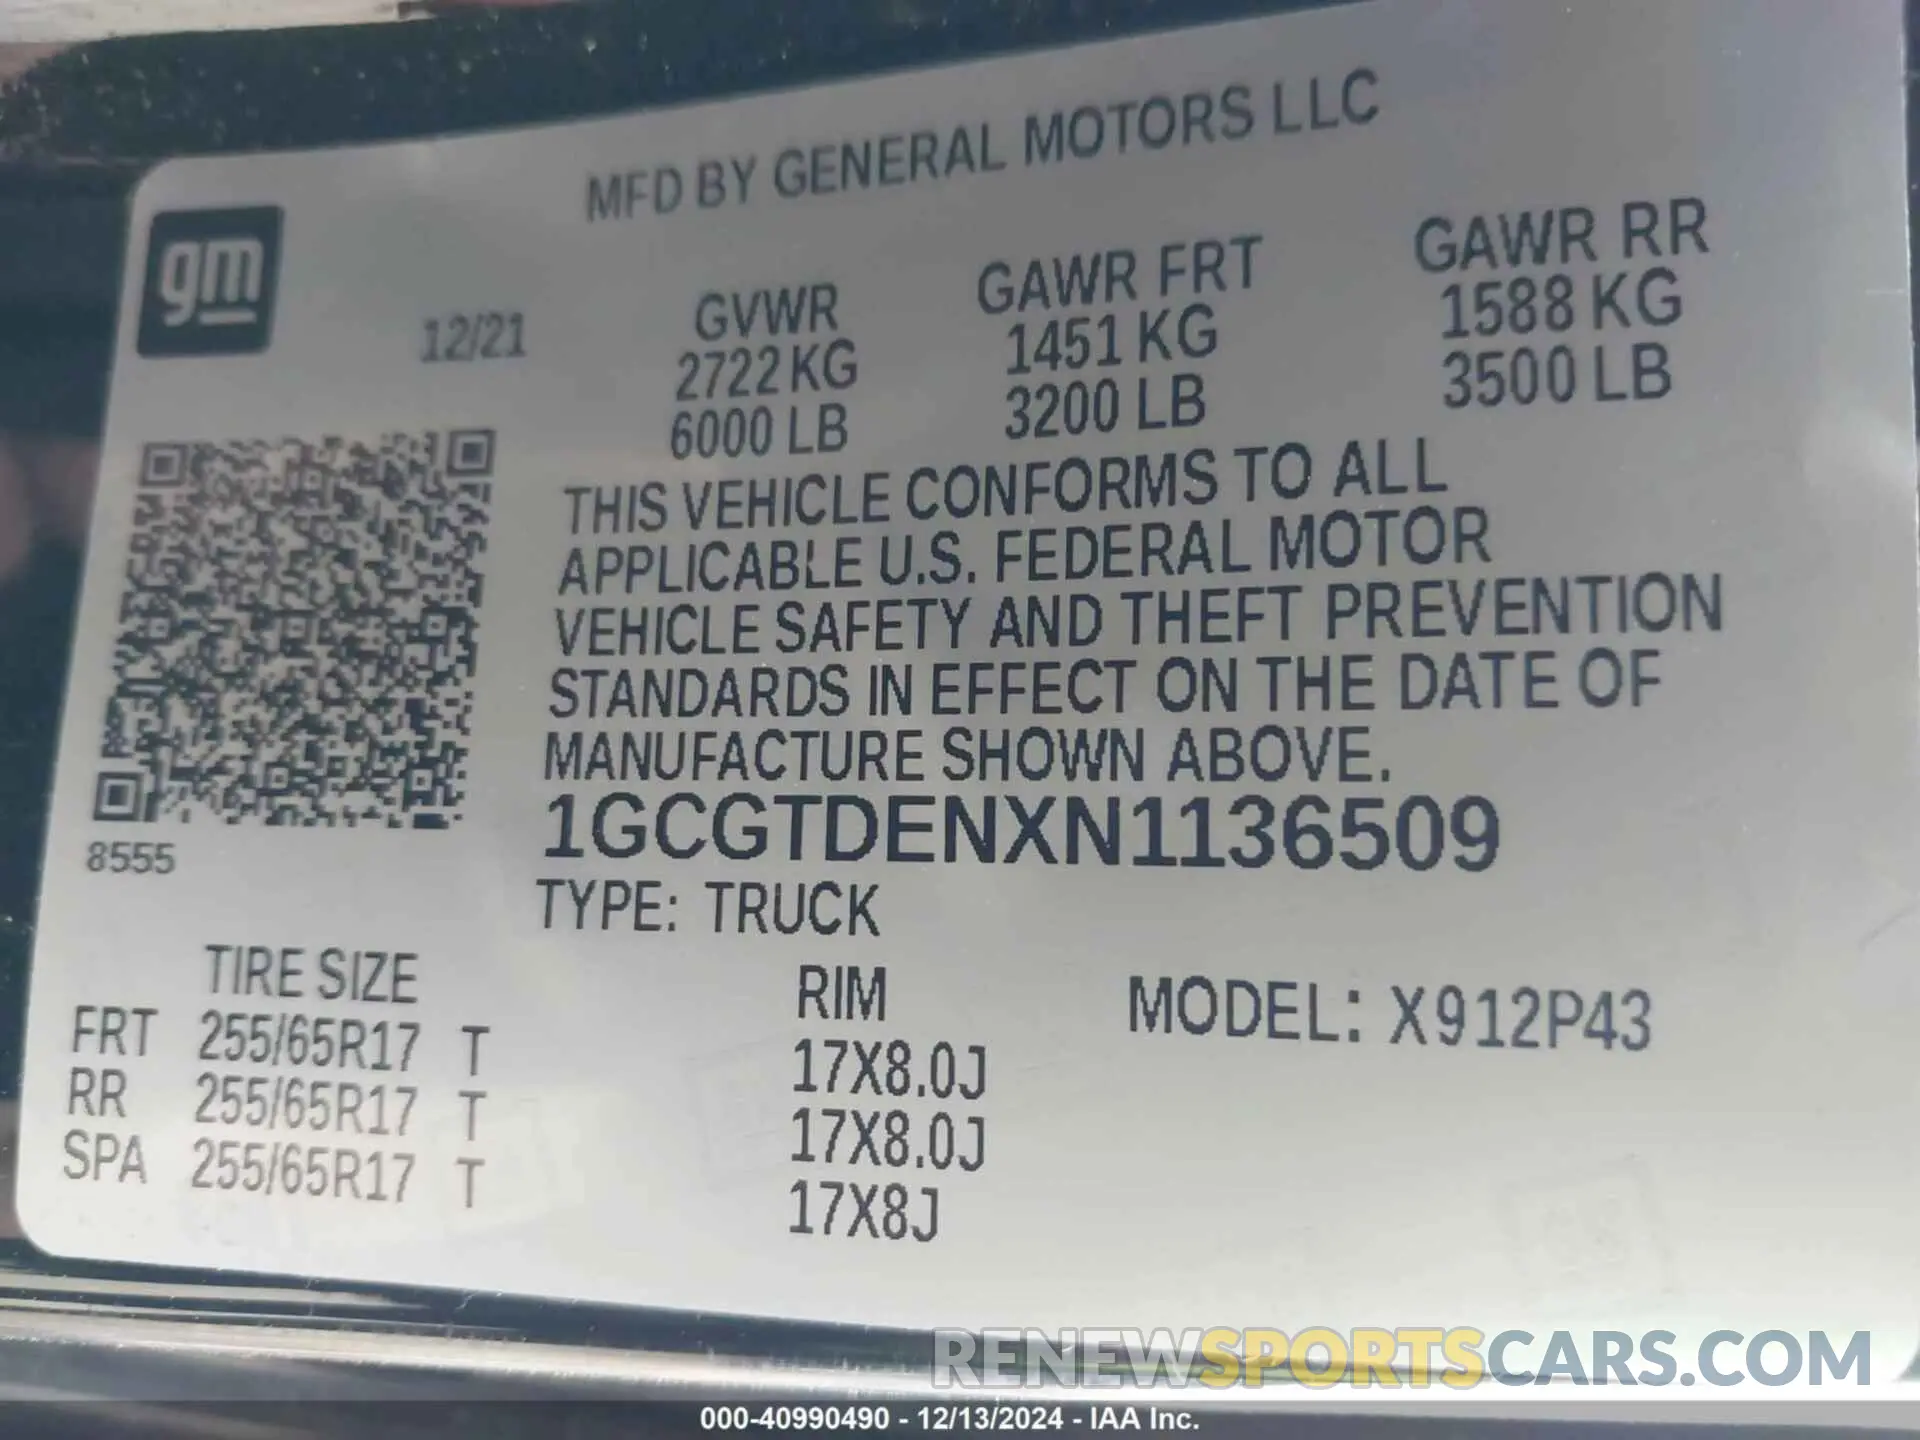 MFD BY GENERAL MOTORS LLC
gm
12/21
GVWR GAWR FRT GAWR RR
2722 KG 1451 KG 1588 KG
6000 LB 3200 LB 3500 LB
THIS VEHICLE CONFORMS TO ALL
APPLICABLE U.S. FEDERAL MOTOR
VEHICLE SAFETY AND THEFT PREVENTION
STANDARDS IN EFFECT ON THE DATE OF
MANUFACTURE SHOWN ABOVE.
1GCGTDENXN1136509
8555
TYPE: TRUCK
TIRE SIZE RIM MODEL: X912P43
FRT 255/65R17 T 17X8.0J
RR 255/65R17 T 17X8.0J
SPA 255/65R17 T 17X8J
RENEWSPORTSCARS.COM
000-40990490 - 12/13/2024 - IAA Inc.